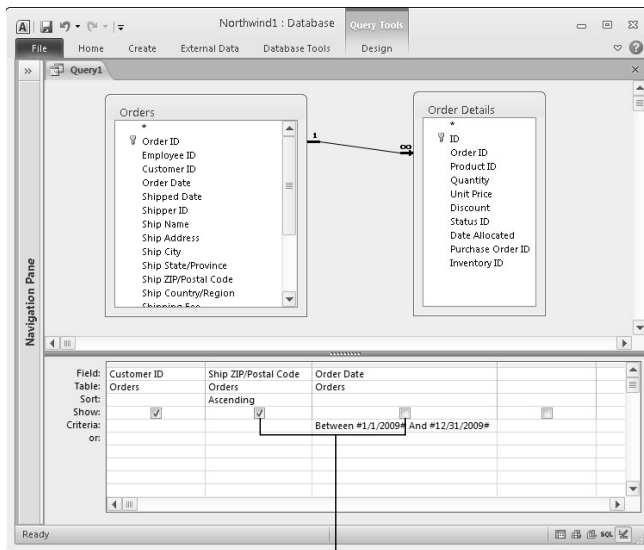 A
Northwind1 : Database
Query Tools
File
Home
Create
External Data
Database Tools
Design
»
Query1
Navigation Pane
Orders
*
Order ID
Employee ID
Customer ID
Order Date
Shipped Date
Shipper ID
Ship Name
Ship Address
Ship City
Ship State/Province
Ship ZIP/Postal Code
Ship Country/Region
Shipping Fee
1
∞
Order Details
*
ID
Order ID
Product ID
Quantity
Unit Price
Discount
Status ID
Date Allocated
Purchase Order ID
Inventory ID
Field: Customer ID Ship ZIP/Postal Code Order Date
Table: Orders Orders Orders
Sort: Ascending
Show:
Criteria: Between #1/1/2009# And #12/31/2009#
or:
Ready
SQL